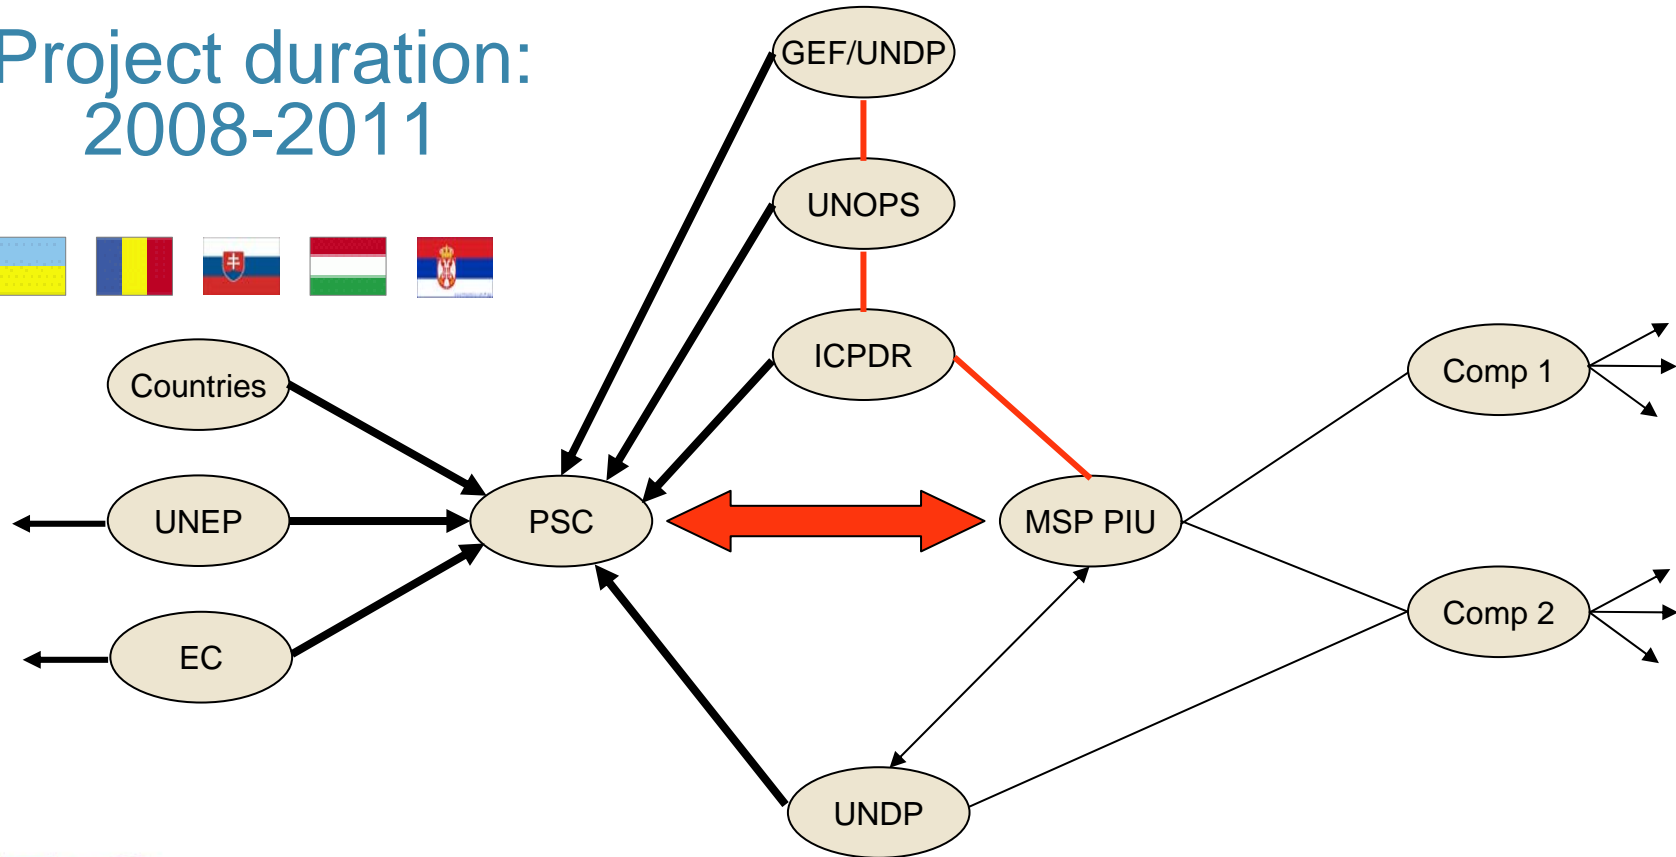 Project duration:
2008-2011
GEF/UNDP
UNOPS
ICPDR
Countries
Comp 1
UNEP
PSC
MSP PIU
Comp 2
EC
UNDP